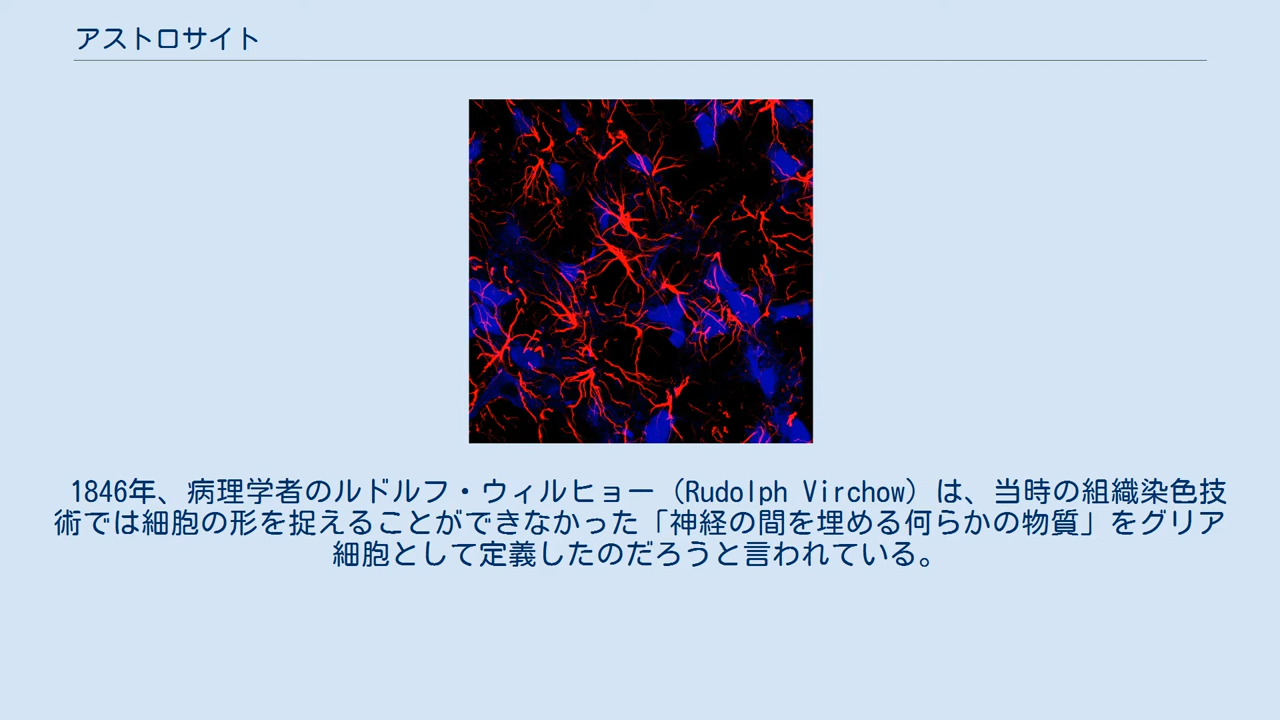 アストロサイト
1846年、病理学者のルドルフ・ウィルヒョー（Rudolph Virchow）は、当時の組織染色技
術では細胞の形を捉えることができなかった「神経の間を埋める何らかの物質」をグリア
細胞として定義したのだろうと言われている。